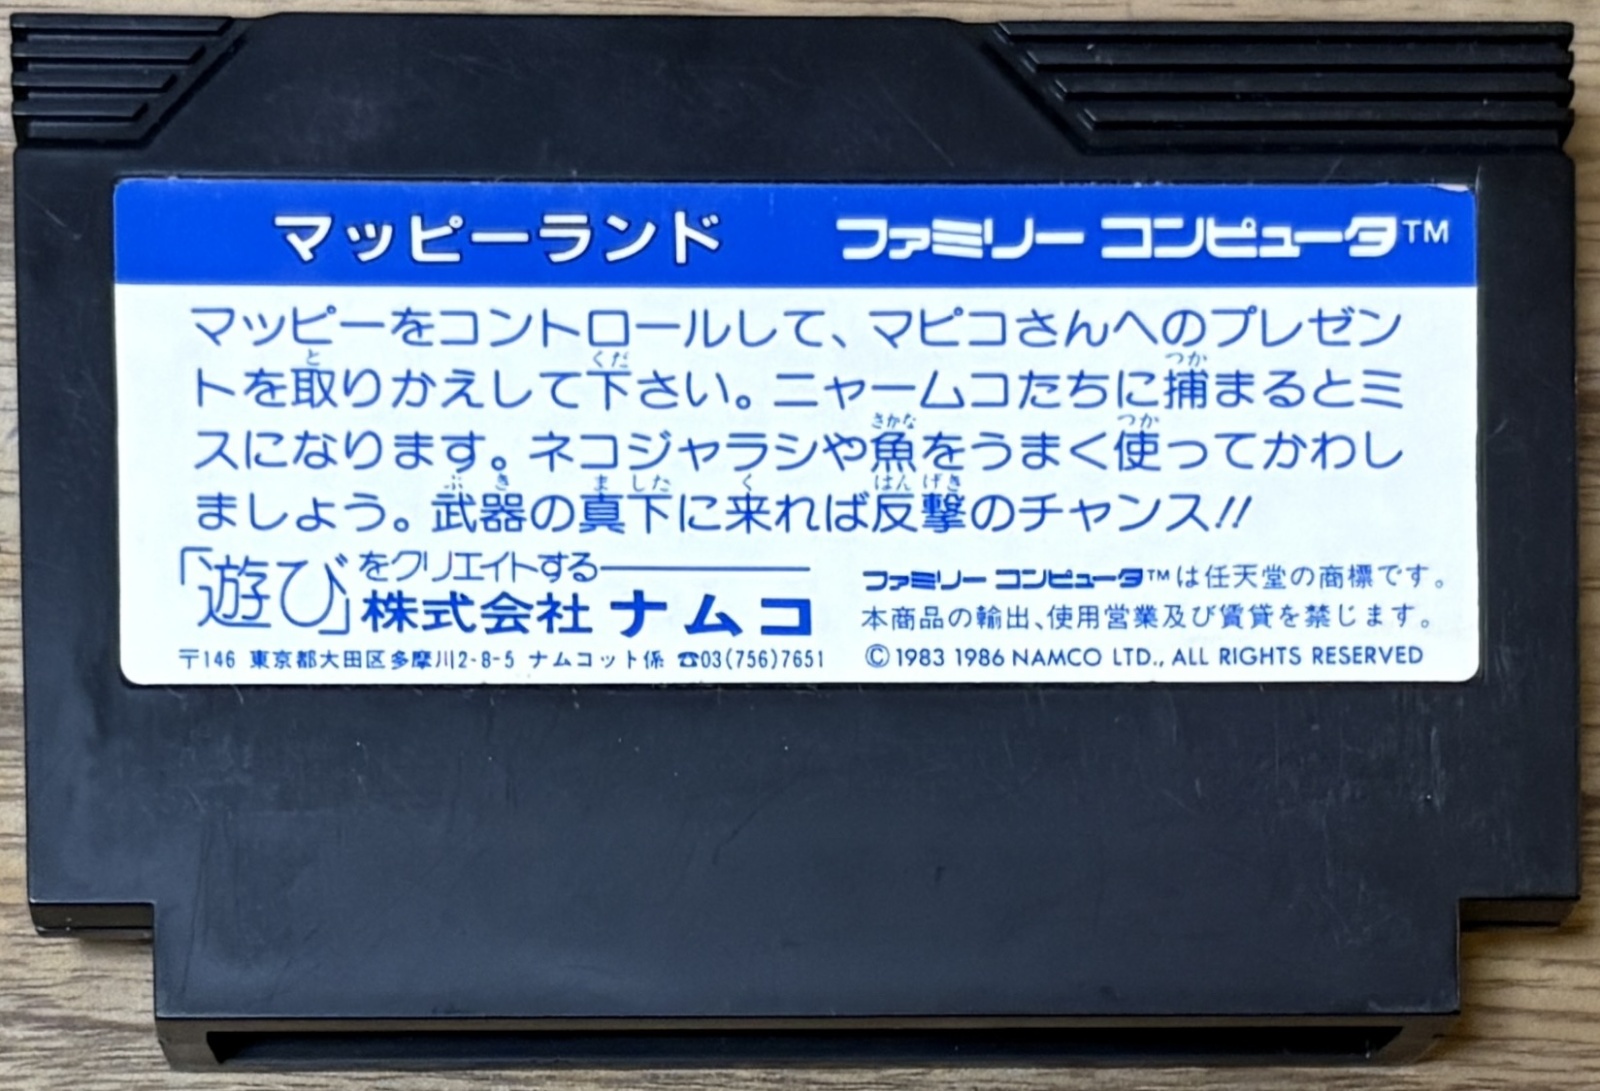 マッピーランド ファミリー コンピュータTM
マッピーをコントロールして、マピコさんへのプレゼン
トを取りかえして下さい。ニャームコたちに捕まるとミ
スになります。ネコジャラシや魚をうまく使ってかわし
ましょう。武器の真下に来れば反撃のチャンス!!
「遊び」をクリエイトする
株式会社 ナムコ
〒146 東京都大田区多摩川2-8-5 ナムコット係 ☎03(756)7651
ファミリー コンピュータTMは任天堂の商標です。
本商品の輸出、使用営業及び賃貸を禁じます。
©1983 1986 NAMCO LTD., ALL RIGHTS RESERVED